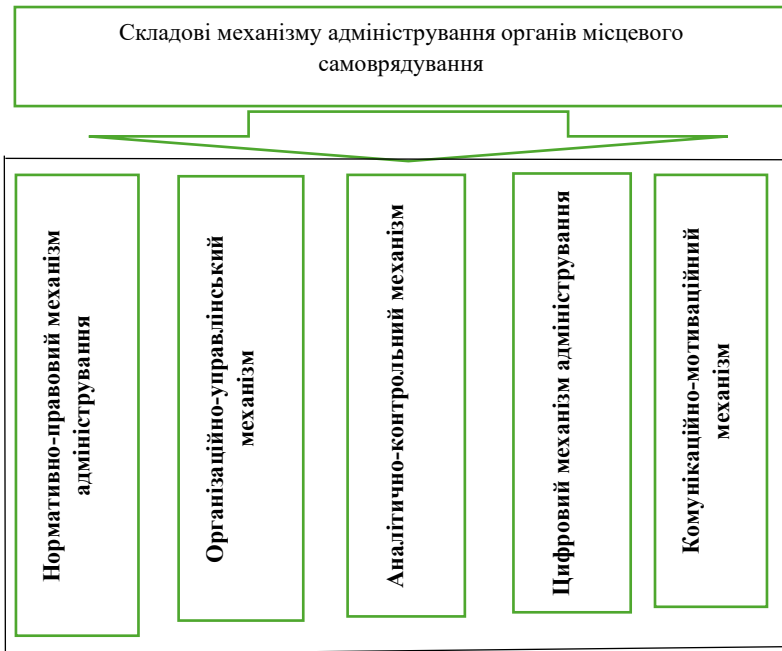 Складові механізму адміністрування органів місцевого
самоврядування
Нормативно-правовий механізм
адміністрування
Організаційно-управлінський
механізм
Аналітично-контрольний механізм
Цифровий механізм адміністрування
Комунікаційно-мотиваційний
механізм